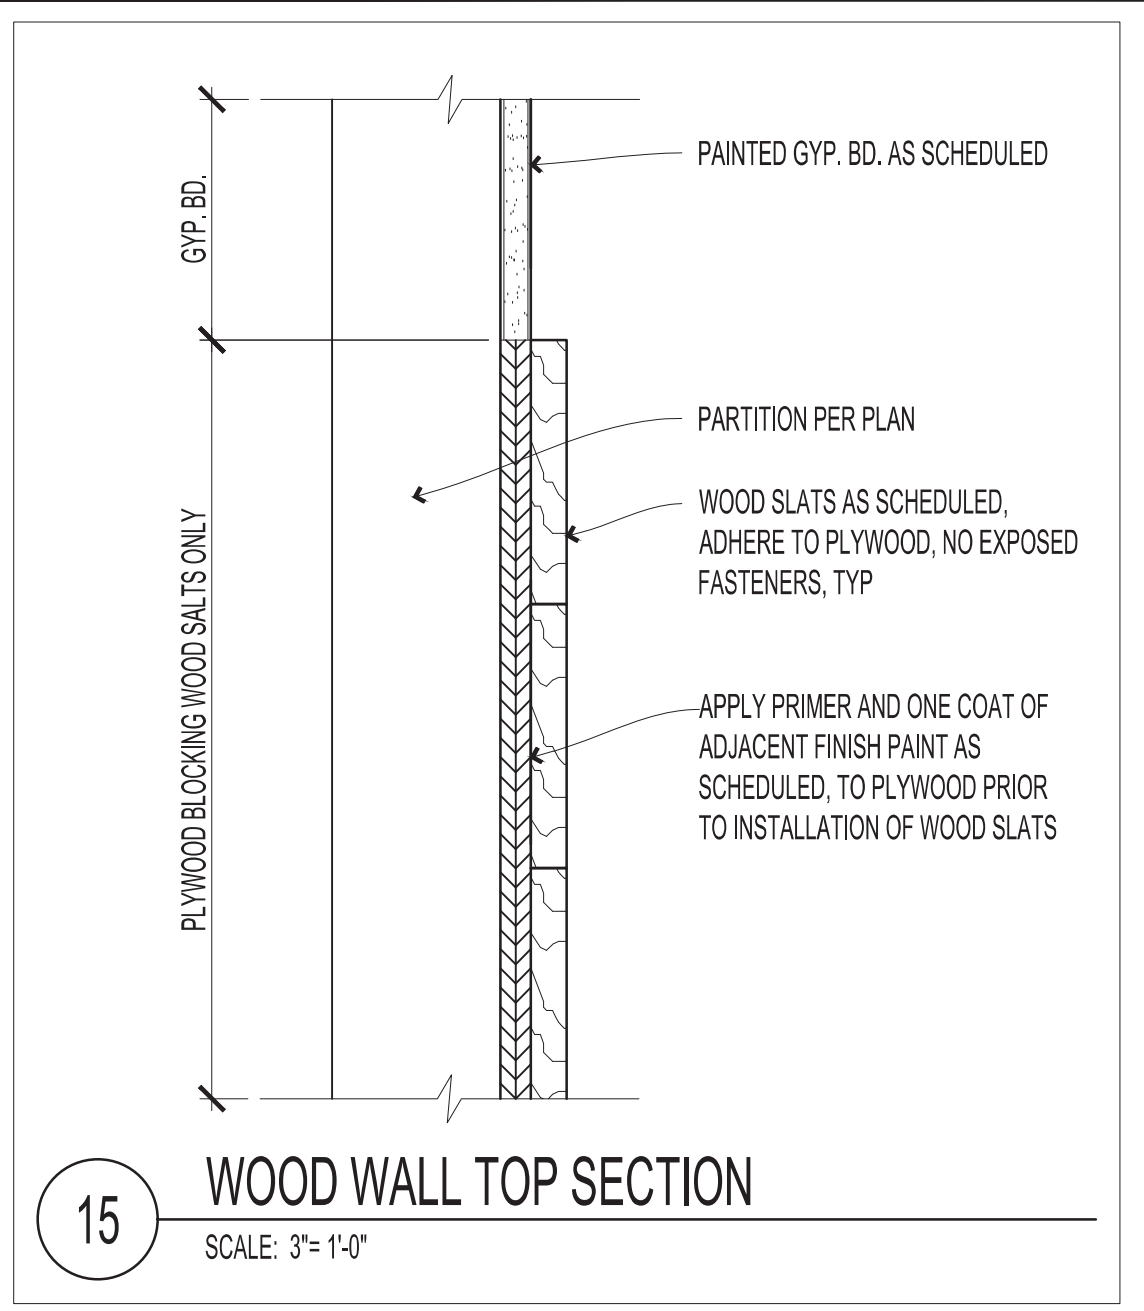 GYP. BD.
PLYWOOD BLOCKING WOOD SALTS ONLY
PAINTED GYP. BD. AS SCHEDULED
PARTITION PER PLAN
WOOD SLATS AS SCHEDULED,
ADHERE TO PLYWOOD, NO EXPOSED
FASTENERS, TYP
APPLY PRIMER AND ONE COAT OF
ADJACENT FINISH PAINT AS
SCHEDULED, TO PLYWOOD PRIOR
TO INSTALLATION OF WOOD SLATS
15
WOOD WALL TOP SECTION
SCALE: 3"= 1'-0"